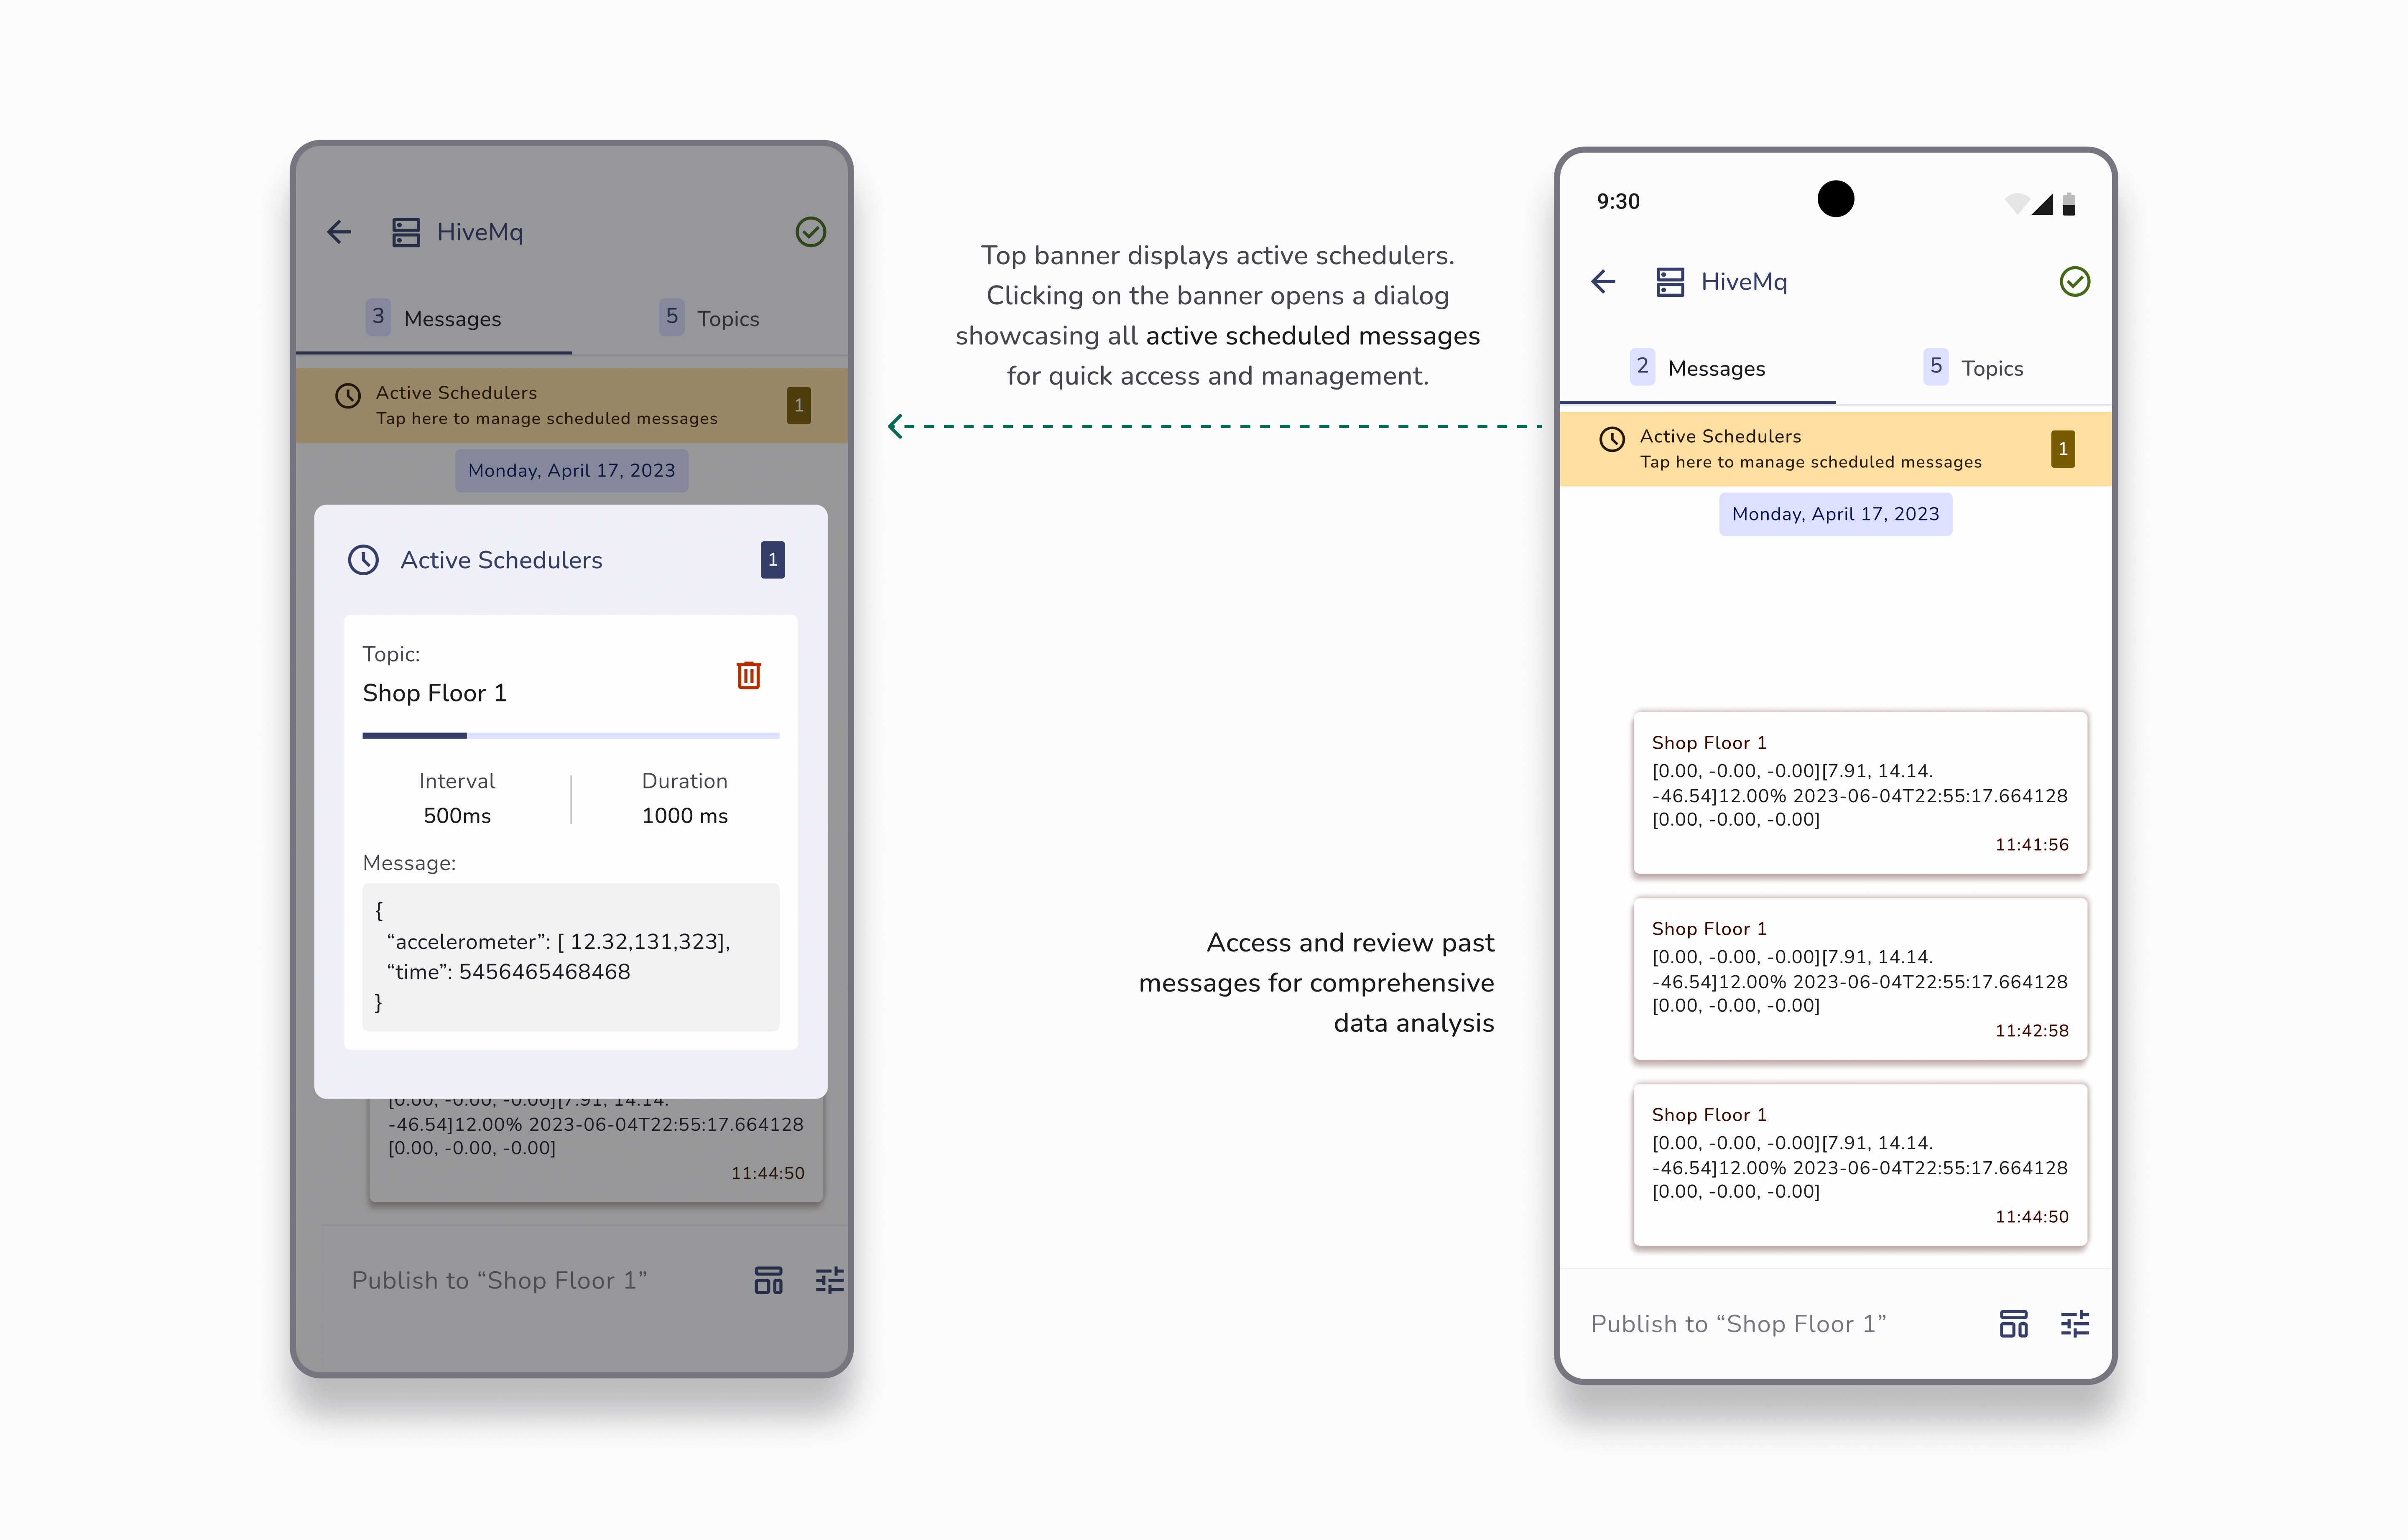 HiveMq
3 Messages
5 Topics
Active Schedulers
Tap here to manage scheduled messages
1
Monday, April 17, 2023
Active Schedulers
1
Topic:
Shop Floor 1
Interval
500ms
Duration
1000 ms
Message:
{
“accelerometer”: [ 12.32,131,323],
“time”: 5456465468468
}
[0.00, -0.00, -0.00][7.91, 14.14.
-46.54]12.00% 2023-06-04T22:55:17.664128
[0.00, -0.00, -0.00]
11:44:50
Publish to “Shop Floor 1”
Top banner displays active schedulers.
Clicking on the banner opens a dialog
showcasing all active scheduled messages
for quick access and management.
Access and review past
messages for comprehensive
data analysis
9:30
HiveMq
2 Messages
5 Topics
Active Schedulers
Tap here to manage scheduled messages
1
Monday, April 17, 2023
Shop Floor 1
[0.00, -0.00, -0.00][7.91, 14.14.
-46.54]12.00% 2023-06-04T22:55:17.664128
[0.00, -0.00, -0.00]
11:41:56
Shop Floor 1
[0.00, -0.00, -0.00][7.91, 14.14.
-46.54]12.00% 2023-06-04T22:55:17.664128
[0.00, -0.00, -0.00]
11:42:58
Shop Floor 1
[0.00, -0.00, -0.00][7.91, 14.14.
-46.54]12.00% 2023-06-04T22:55:17.664128
[0.00, -0.00, -0.00]
11:44:50
Publish to “Shop Floor 1”